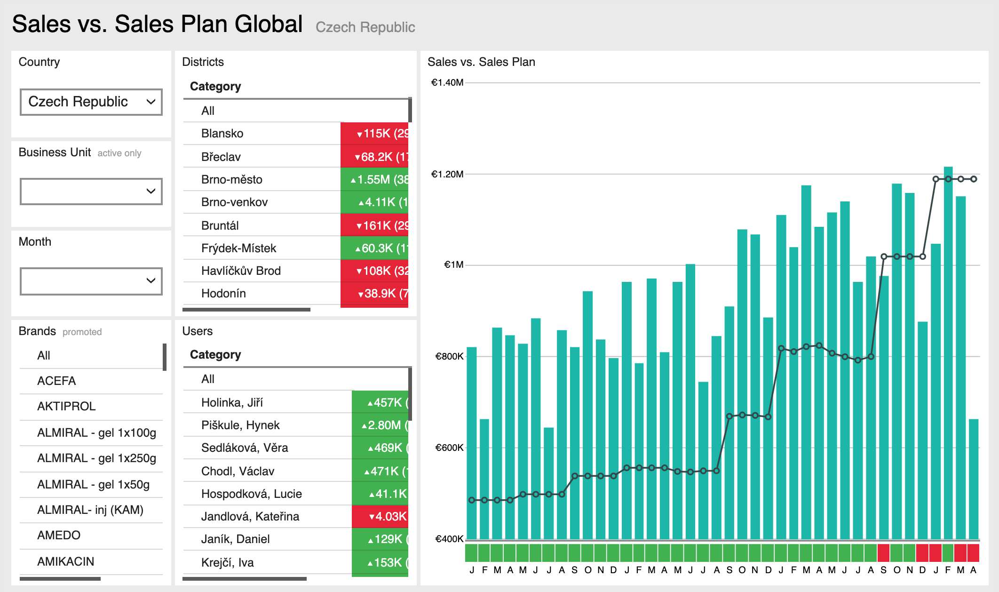 Sales vs. Sales Plan Global Czech Republic
Country
Czech Republic
Business Unit active only
Month
Brands promoted
All
ACEFA
AKTIPROL
ALMIRAL - gel 1x100g
ALMIRAL - gel 1x250g
ALMIRAL - gel 1x50g
ALMIRAL- inj (KAM)
AMEDO
AMIKACIN
Districts
Category
All
Blansko ▼115K (29
Břeclav ▼68.2K (17
Brno-město ▲1.55M (38
Brno-venkov ▲4.11K (1
Bruntál ▼161K (29
Frýdek-Místek ▲60.3K (11
Havlíčkův Brod ▼108K (32
Hodonín ▼38.9K (7
Users
Category
All
Holinka, Jiří ▲457K (
Piškule, Hynek ▲2.80M (
Sedláková, Věra ▲469K (
Chodl, Václav ▲471K (1
Hospodková, Lucie ▲41.1K
Jandlová, Kateřina ▼4.03K
Janík, Daniel ▲129K (
Krejčí, Iva ▲153K (
Sales vs. Sales Plan
€1.40M
€1.20M
€1M
€800K
€600K
€400K
J F M A M J J A S O N D J F M A M J J A S O N D J F M A M J J A S O N D J F M A